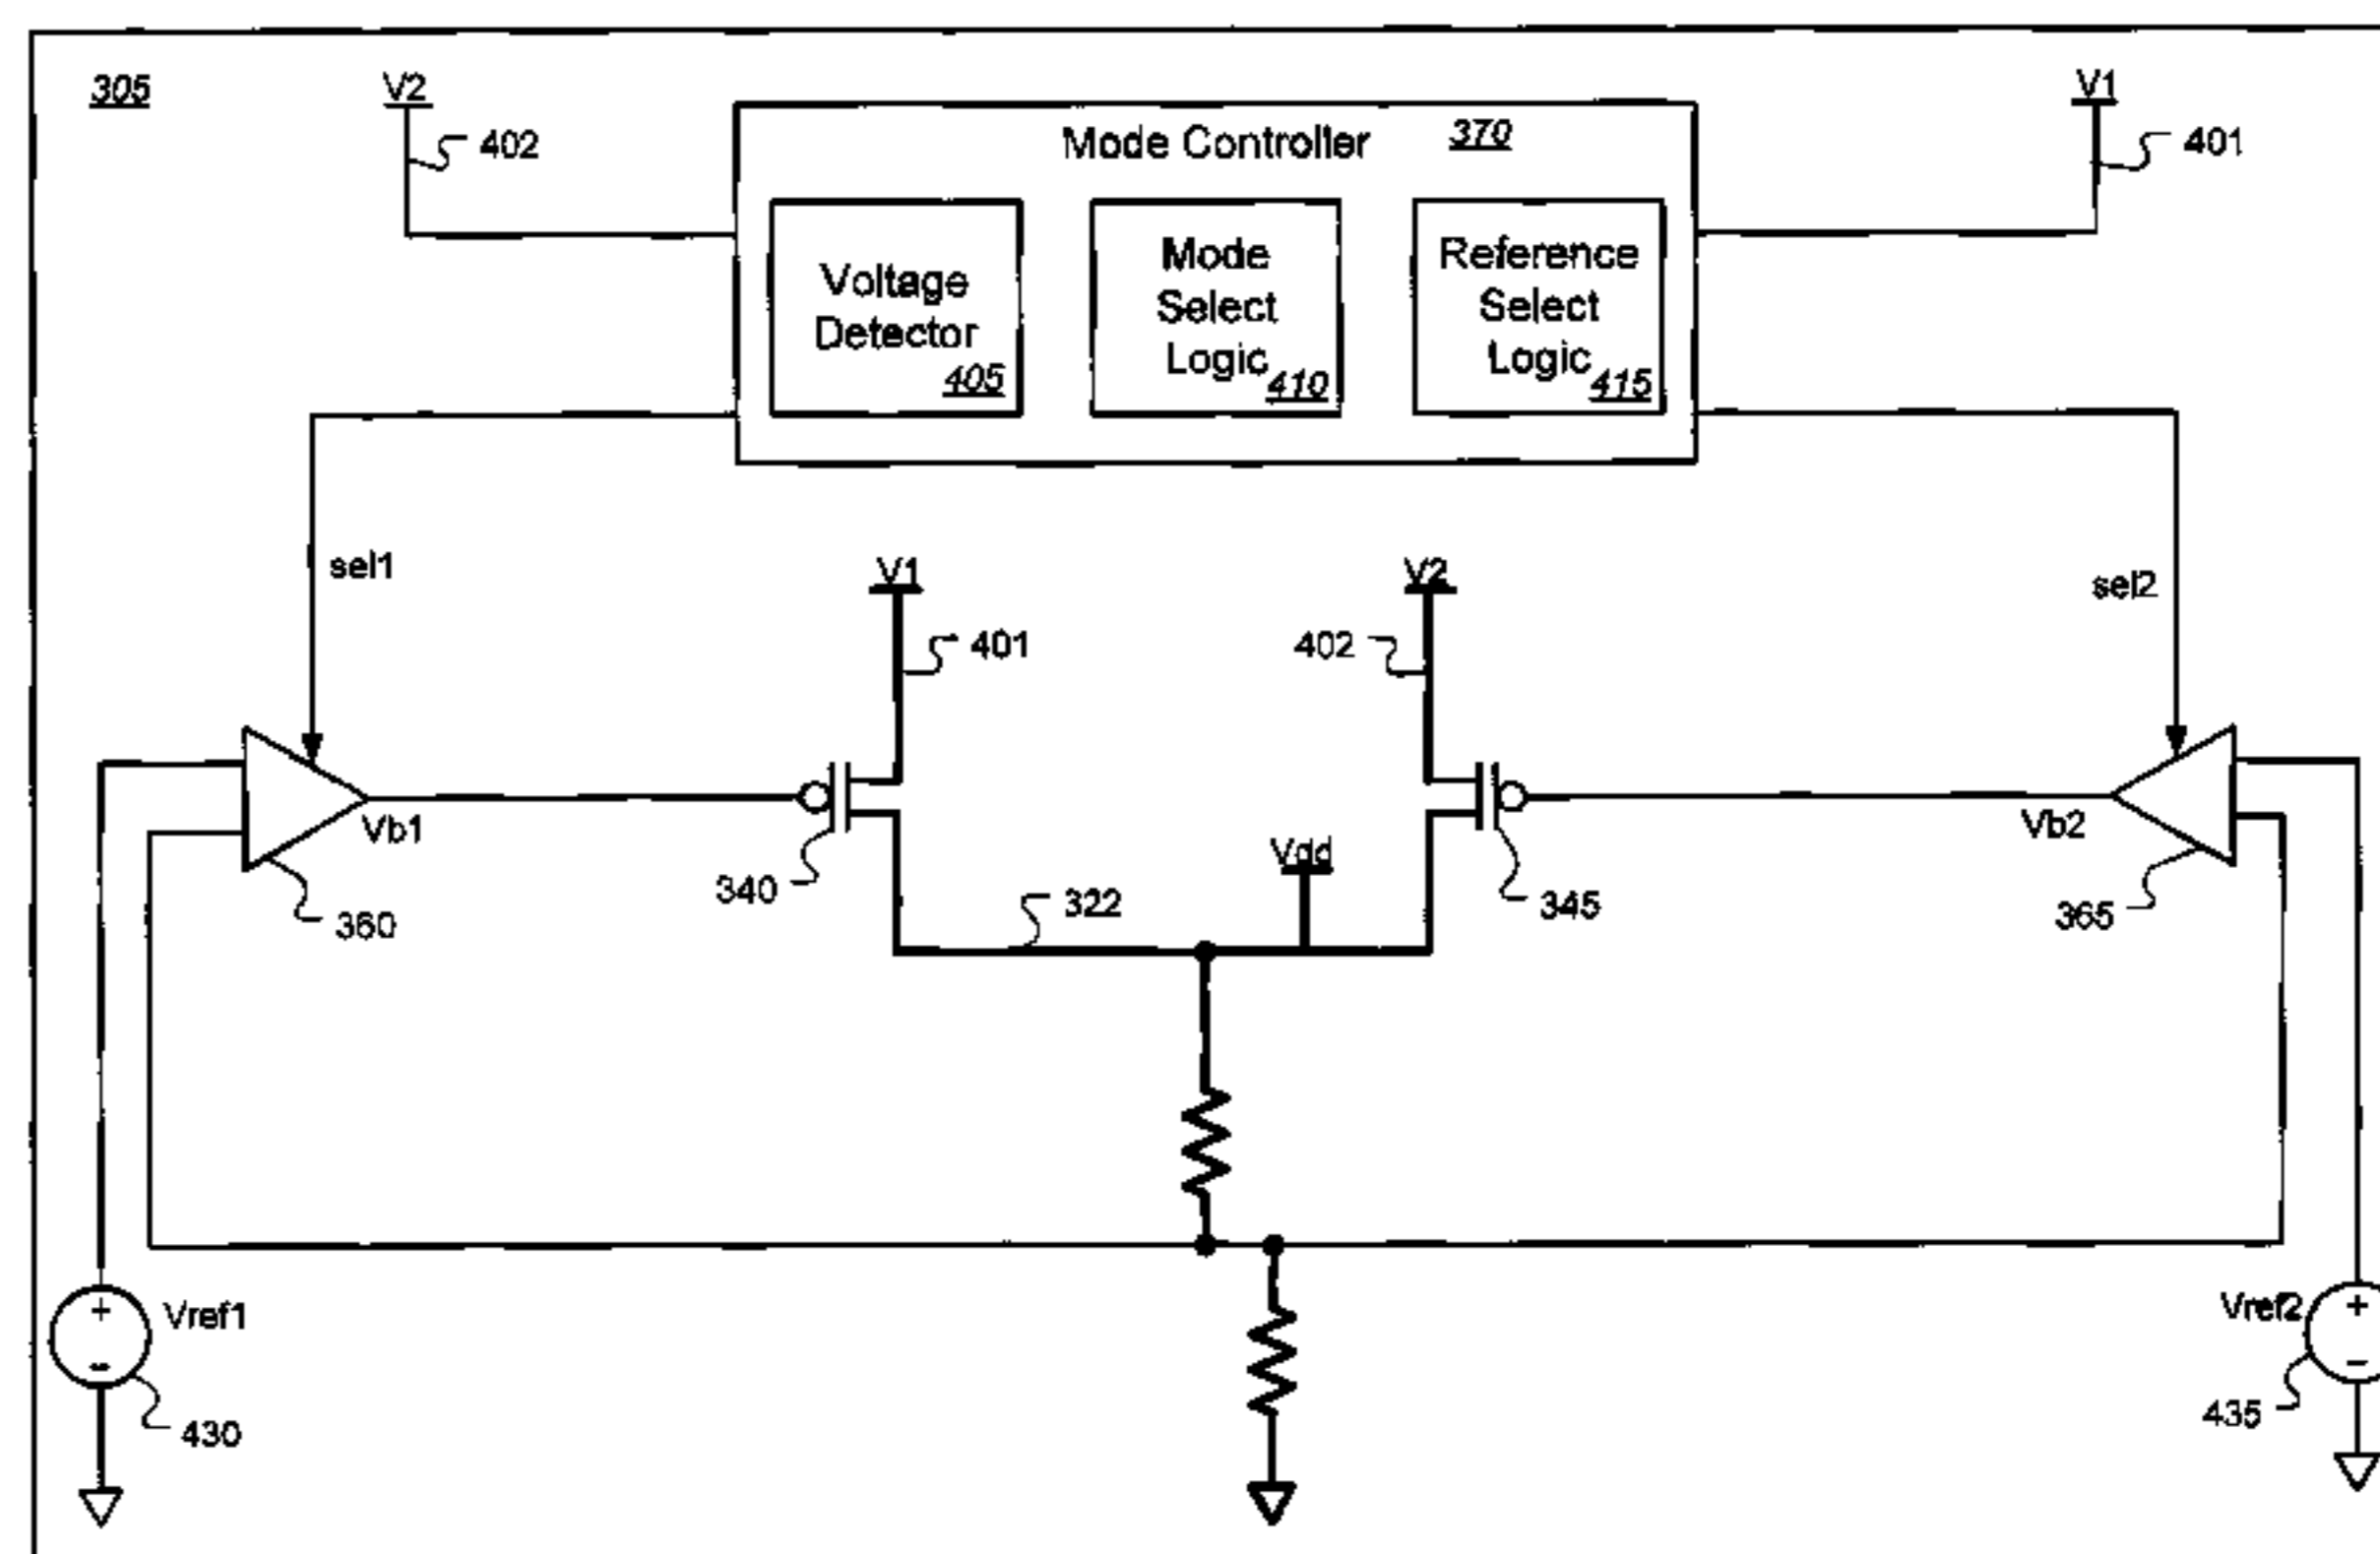 305
V2
402
Mode Controller 370
V1
401
Voltage
Detector
405
Mode
Select
Logic
410
Reference
Select
Logic
415
sel1
V1
401
V2
402
sel2
Vb1
360
340
322
Vdd
345
Vb2
365
+
Vref1
-
430
Vref2
+
-
435